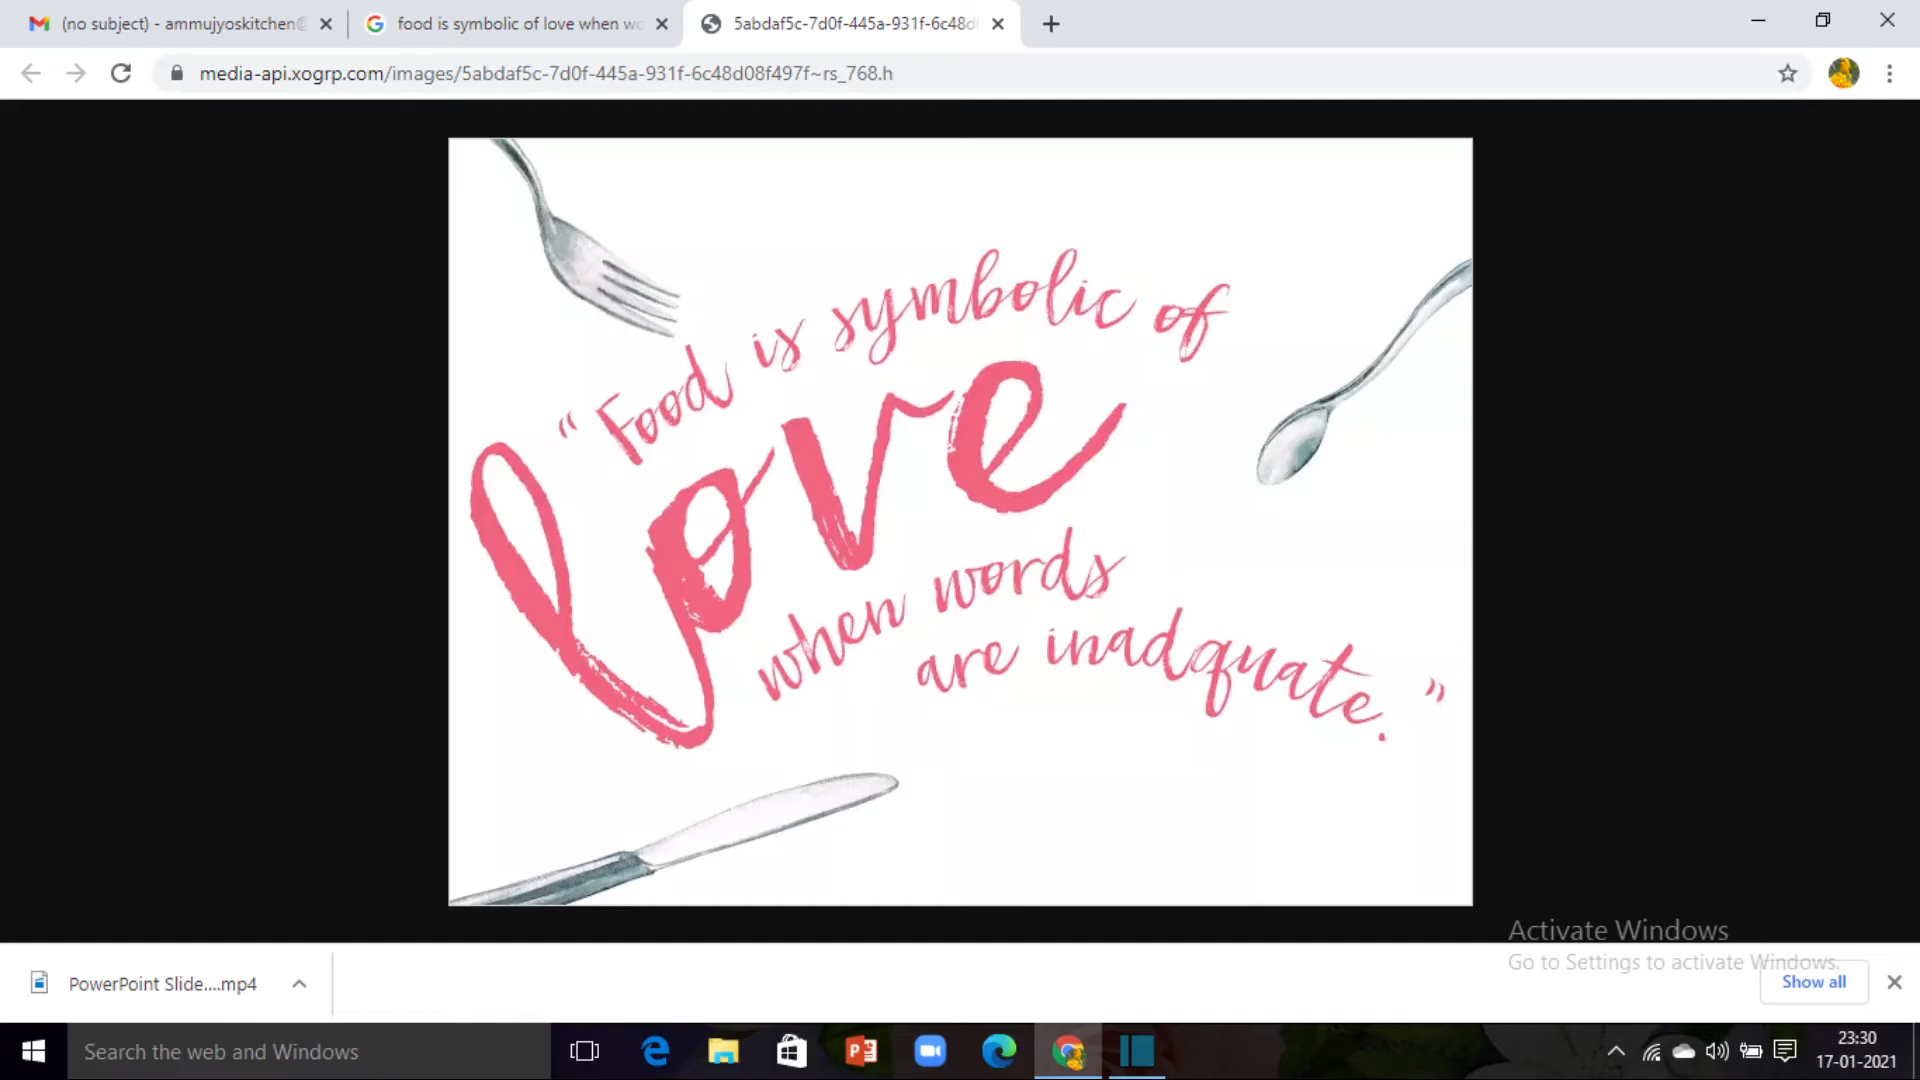 (no subject) - ammujyoskitchen@
food is symbolic of love when wo
5abdaf5c-7d0f-445a-931f-6c48d
media-api.xogrp.com/images/5abdaf5c-7d0f-445a-931f-6c48d08f497f~rs_768.h
“Food is symbolic of
love
when words
are inadquate.”
Activate Windows
Go to Settings to activate Windows.
PowerPoint Slide....mp4
Show all
Search the web and Windows
23:30
17-01-2021